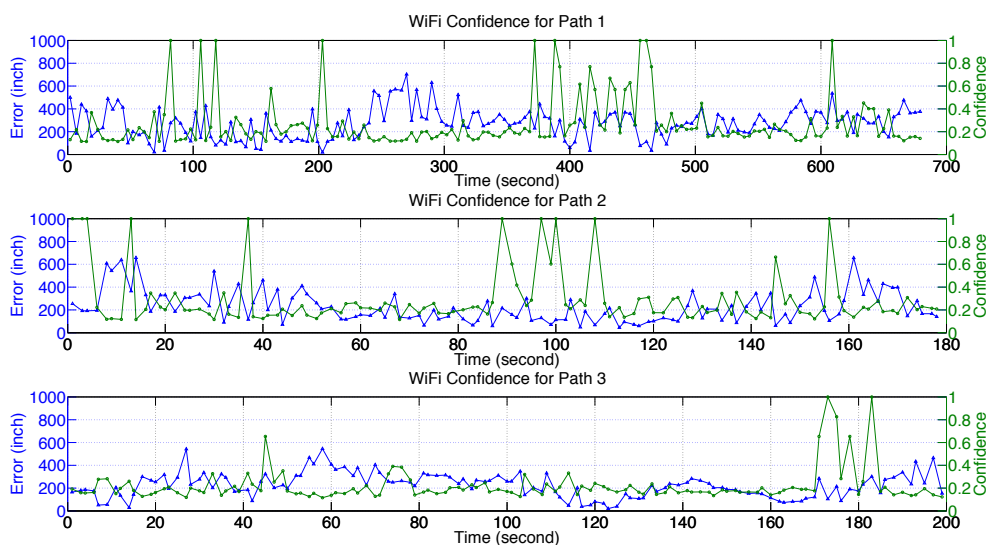 WiFi Confidence for Path 1
1000 1
800 0.8
600 0.6
400 0.4
200 0.2
0 0
Error (inch) Confidence
0 100 200 300 400 500 600 700
Time (second)
WiFi Confidence for Path 2
1000 1
800 0.8
600 0.6
400 0.4
200 0.2
0 0
Error (inch) Confidence
0 20 40 60 80 100 120 140 160 180
Time (second)
WiFi Confidence for Path 3
1000 1
800 0.8
600 0.6
400 0.4
200 0.2
0 0
Error (inch) Confidence
0 20 40 60 80 100 120 140 160 180 200
Time (second)